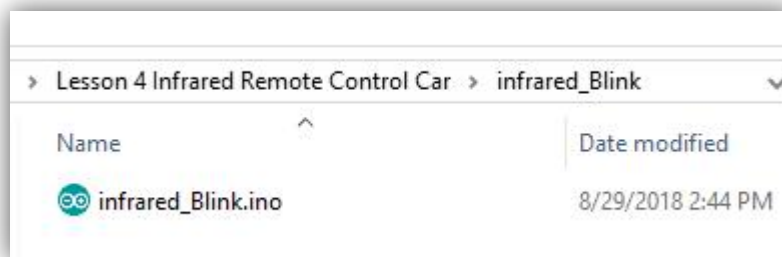 > Lesson 4 Infrared Remote Control Car > infrared_Blink
Name Date modified
infrared_Blink.ino 8/29/2018 2:44 PM